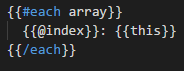 {{#each array}}
{{@index}}: {{this}}
{{/each}}